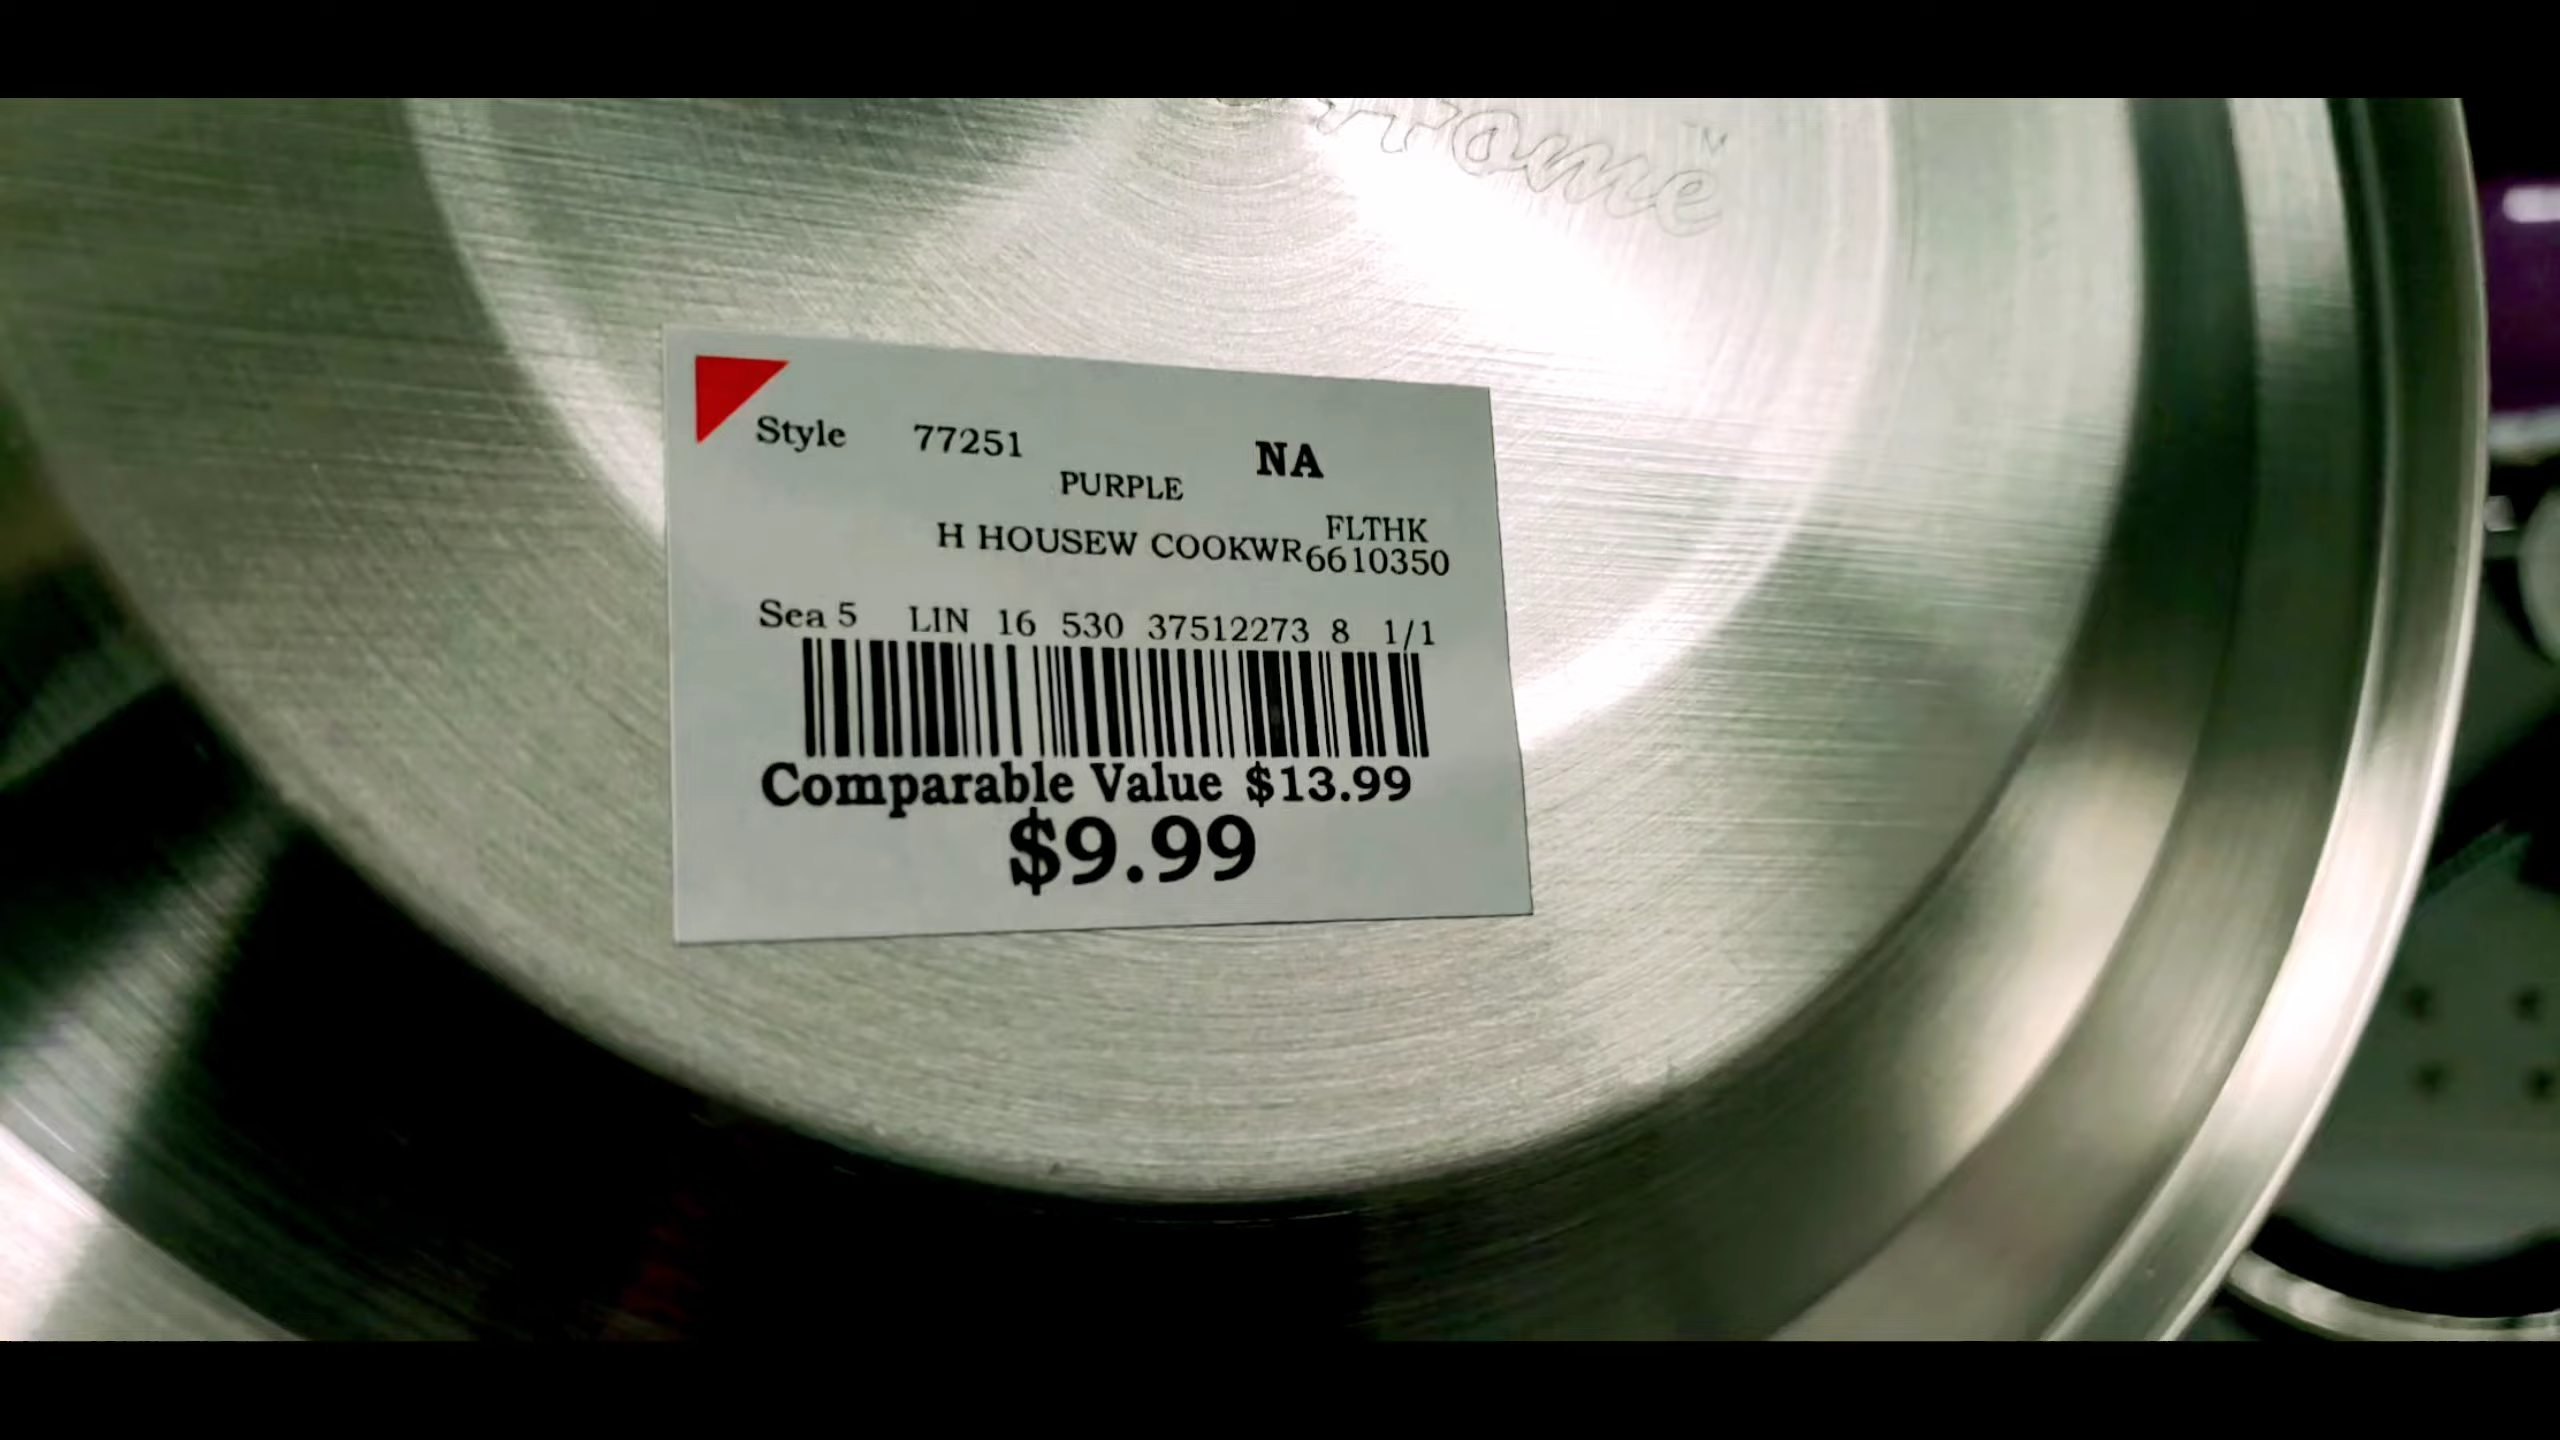 TM
Style 77251 NA
PURPLE
FLTHK
H HOUSEW COOKWR 6610350
Sea 5 LIN 16 530 37512273 8 1/1
Comparable Value $13.99
$9.99